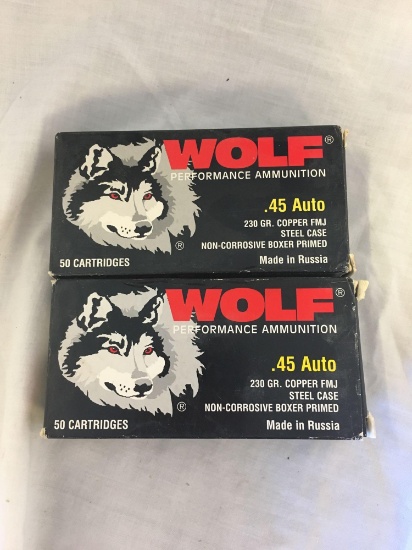 WOLF®
PERFORMANCE AMMUNITION
.45 Auto
230 GR. COPPER FMJ
STEEL CASE
® NON-CORROSIVE BOXER PRIMED
50 CARTRIDGES Made in Russia
WOLF®
PERFORMANCE AMMUNITION
.45 Auto
230 GR. COPPER FMJ
STEEL CASE
® NON-CORROSIVE BOXER PRIMED
50 CARTRIDGES Made in Russia